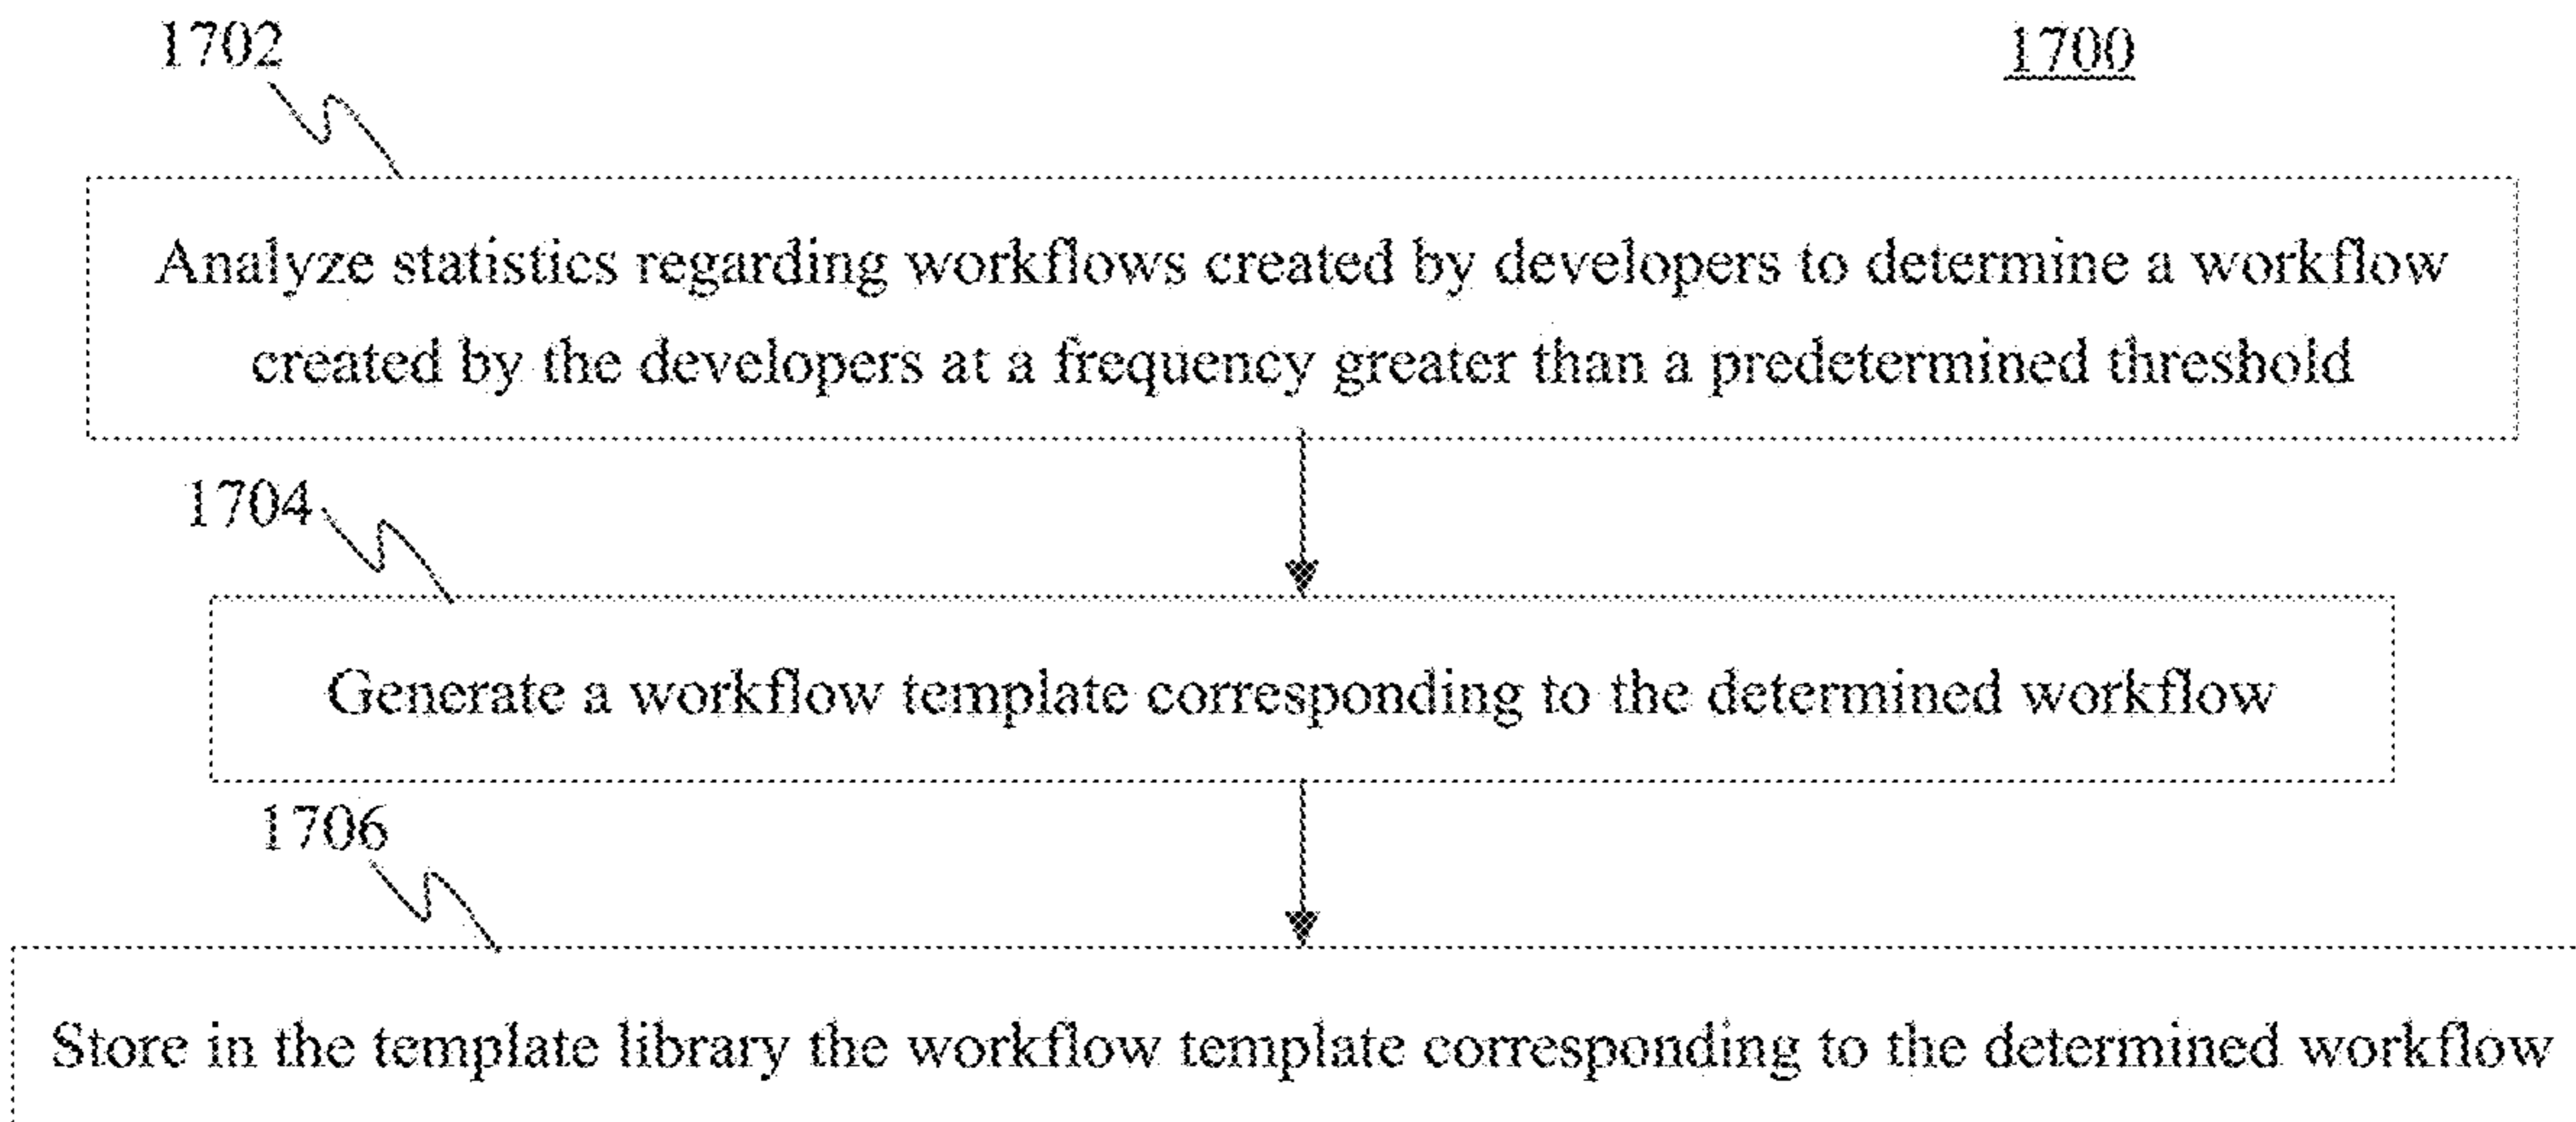 1702
1700
Analyze statistics regarding workflows created by developers to determine a workflow
created by the developers at a frequency greater than a predetermined threshold
1704
Generate a workflow template corresponding to the determined workflow
1706
Store in the template library the workflow template corresponding to the determined workflow